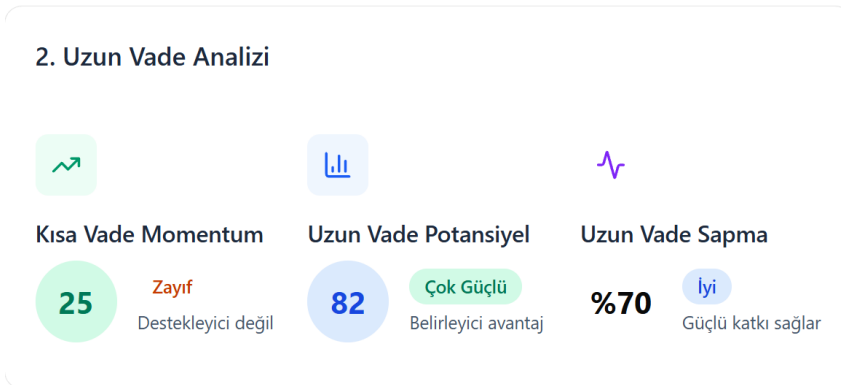 2. Uzun Vade Analizi
Kısa Vade Momentum
25
Zayıf
Destekleyici değil
Uzun Vade Potansiyel
82
Çok Güçlü
Belirleyici avantaj
Uzun Vade Sapma
%70
İyi
Güçlü katkı sağlar